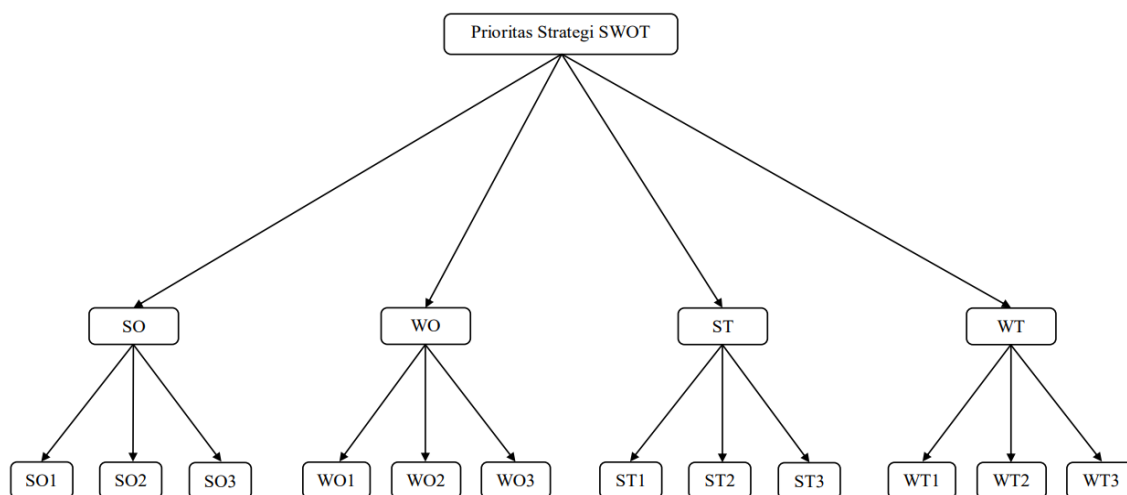 Prioritas Strategi SWOT
SO
WO
ST
WT
SO1
SO2
SO3
WO1
WO2
WO3
ST1
ST2
ST3
WT1
WT2
WT3